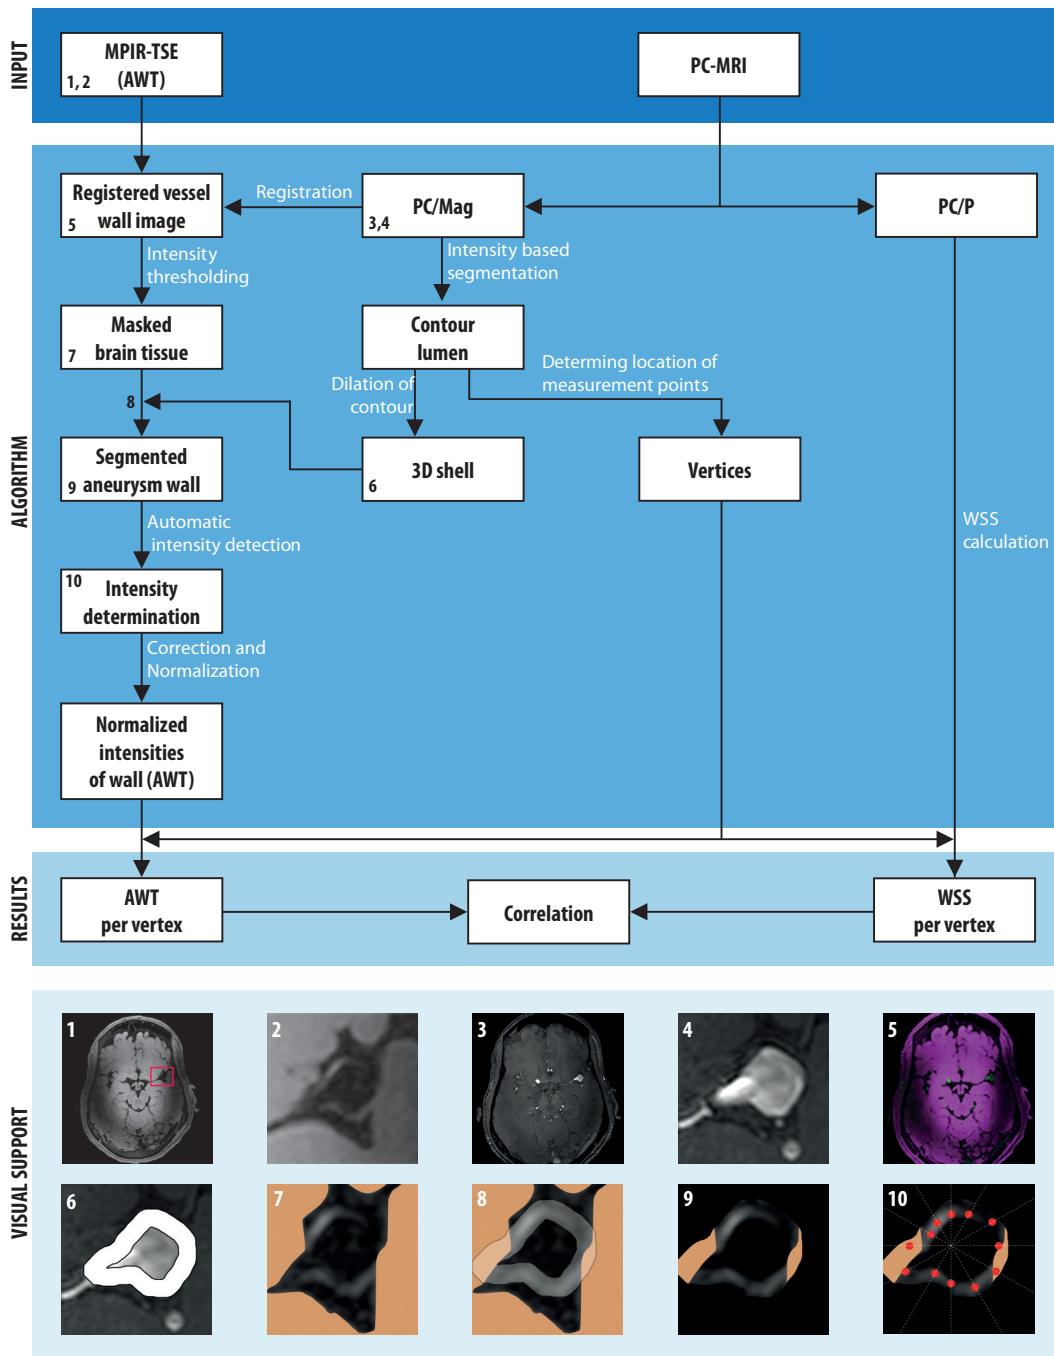 INPUT
MPIR-TSE
(AWT)
1, 2
PC-MRI
ALGORITHM
Registered vessel
wall image
5
Registration
PC/Mag
3,4
PC/P
Intensity
thresholding
Intensity based
segmentation
Masked
brain tissue
7
Contour
lumen
Determing location of
measurement points
Dilation of
contour
8
Segmented
aneurysm wall
9
3D shell
6
Vertices
Automatic
intensity detection
WSS
calculation
10
Intensity
determination
Correction and
Normalization
Normalized
intensities
of wall (AWT)
RESULTS
AWT
per vertex
Correlation
WSS
per vertex
VISUAL SUPPORT
1
2
3
4
5
6
7
8
9
10